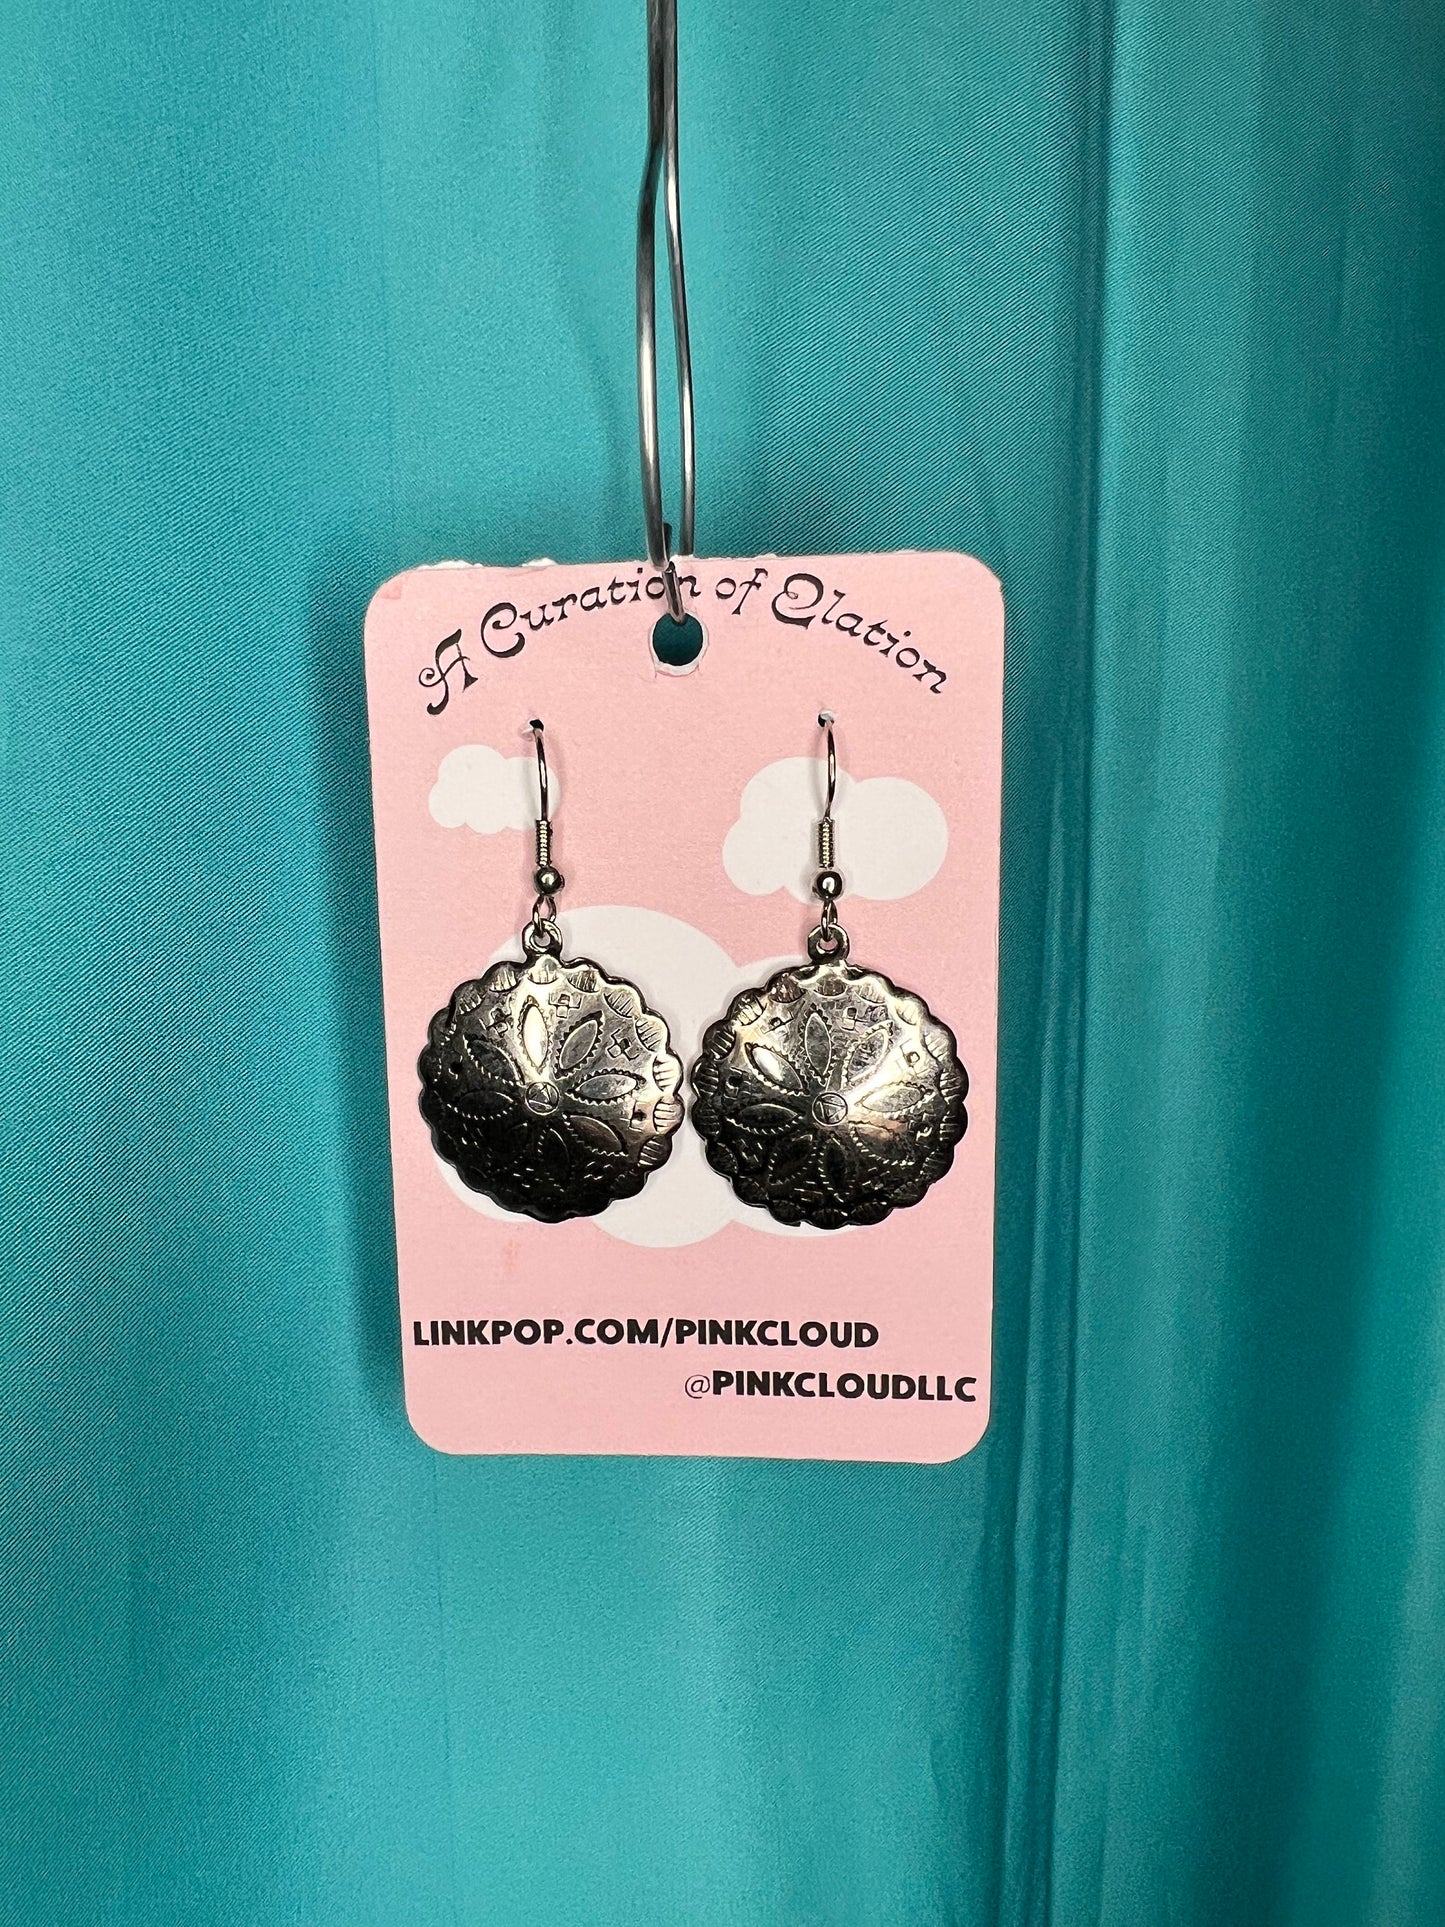 A Curation of Elation
LINKPOP.COM/PINKCLOUD
@PINKCLOUDLLC